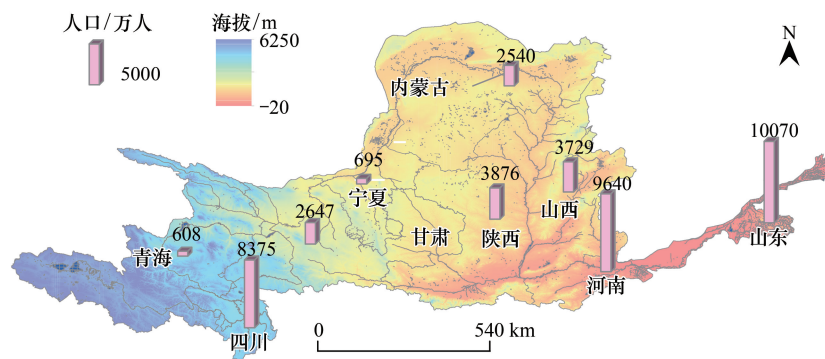 人口/万人
5000
海拔/m
6250
-20
N
2540
内蒙古
10070
695
宁夏
3729
3876
9640
山西
2647
甘肃
陕西
山东
608
青海
8375
河南
四川
0
540 km